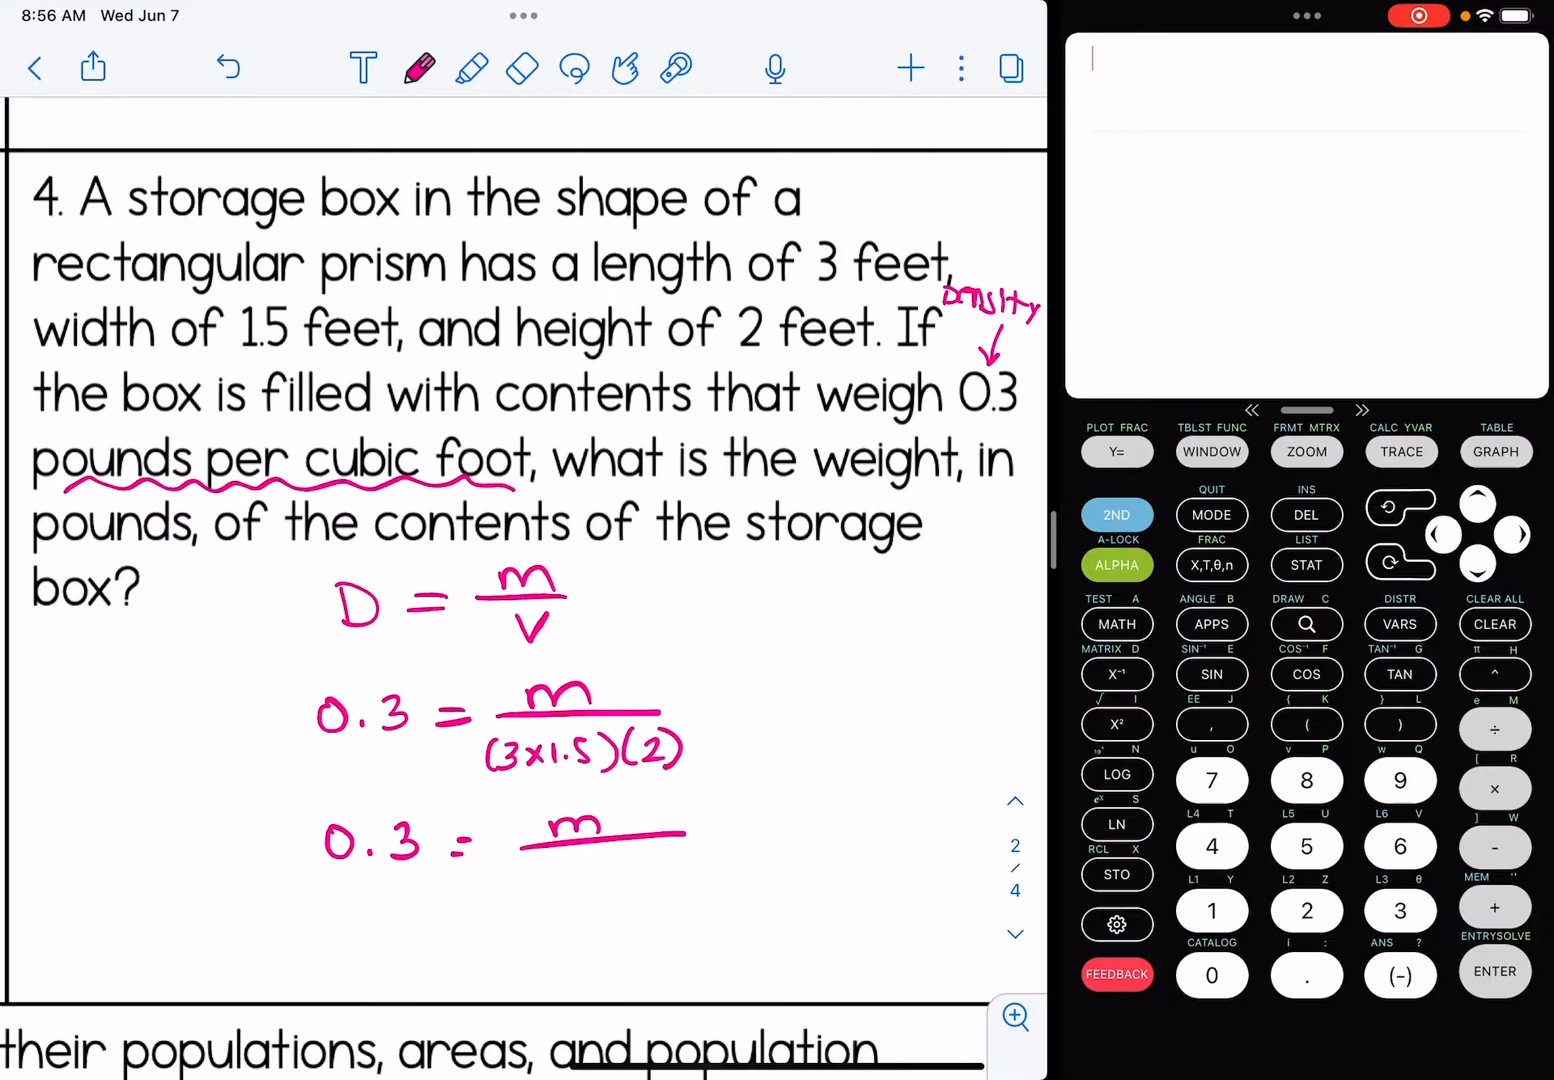 8:56 AM Wed Jun 7
T
4. A storage box in the shape of a
rectangular prism has a length of 3 feet,
Density
width of 1.5 feet, and height of 2 feet. If
the box is filled with contents that weigh 0.3
pounds per cubic foot, what is the weight, in
pounds, of the contents of the storage
box?
D = m/v
0.3 = m/(3x1.5)(2)
0.3 = m
2
/
4
their populations, areas, and population
PLOT FRAC TBLST FUNC FRMT MTRX CALC YVAR TABLE
Y= WINDOW ZOOM TRACE GRAPH
QUIT INS
2ND MODE DEL
A-LOCK FRAC LIST
ALPHA X,T,θ,n STAT
TEST A ANGLE B DRAW C DISTR CLEAR ALL
MATH APPS VARS CLEAR
MATRIX D SIN⁻¹ E COS⁻¹ F TAN⁻¹ G π H
X⁻¹ SIN COS TAN ^
√ I EE J { K } L e M
X² , ( ) ÷
10ˣ N u O v P w Q [ R
LOG 7 8 9 ×
eˣ S L4 T L5 U L6 V ] W
LN 4 5 6 -
RCL X L1 Y L2 Z L3 θ MEM "
STO 1 2 3 +
CATALOG i : ANS ? ENTRYSOLVE
FEEDBACK 0 . (-) ENTER